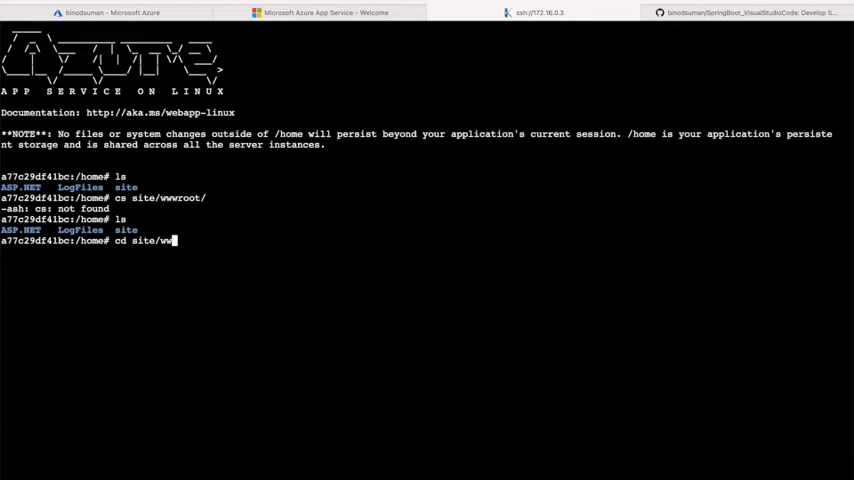 binodsuman - Microsoft Azure
Microsoft Azure App Service - Welcome
ssh://172.16.0.3
binodsuman/SpringBoot_VisualStudioCode: Develop S...
A P P   S E R V I C E   O N   L I N U X
Documentation: http://aka.ms/webapp-linux
**NOTE**: No files or system changes outside of /home will persist beyond your application's current session. /home is your application's persiste
nt storage and is shared across all the server instances.
a77c29df41bc:/home# ls
ASP.NET   LogFiles  site
a77c29df41bc:/home# cs site/wwwroot/
-ash: cs: not found
a77c29df41bc:/home# ls
ASP.NET   LogFiles  site
a77c29df41bc:/home# cd site/ww